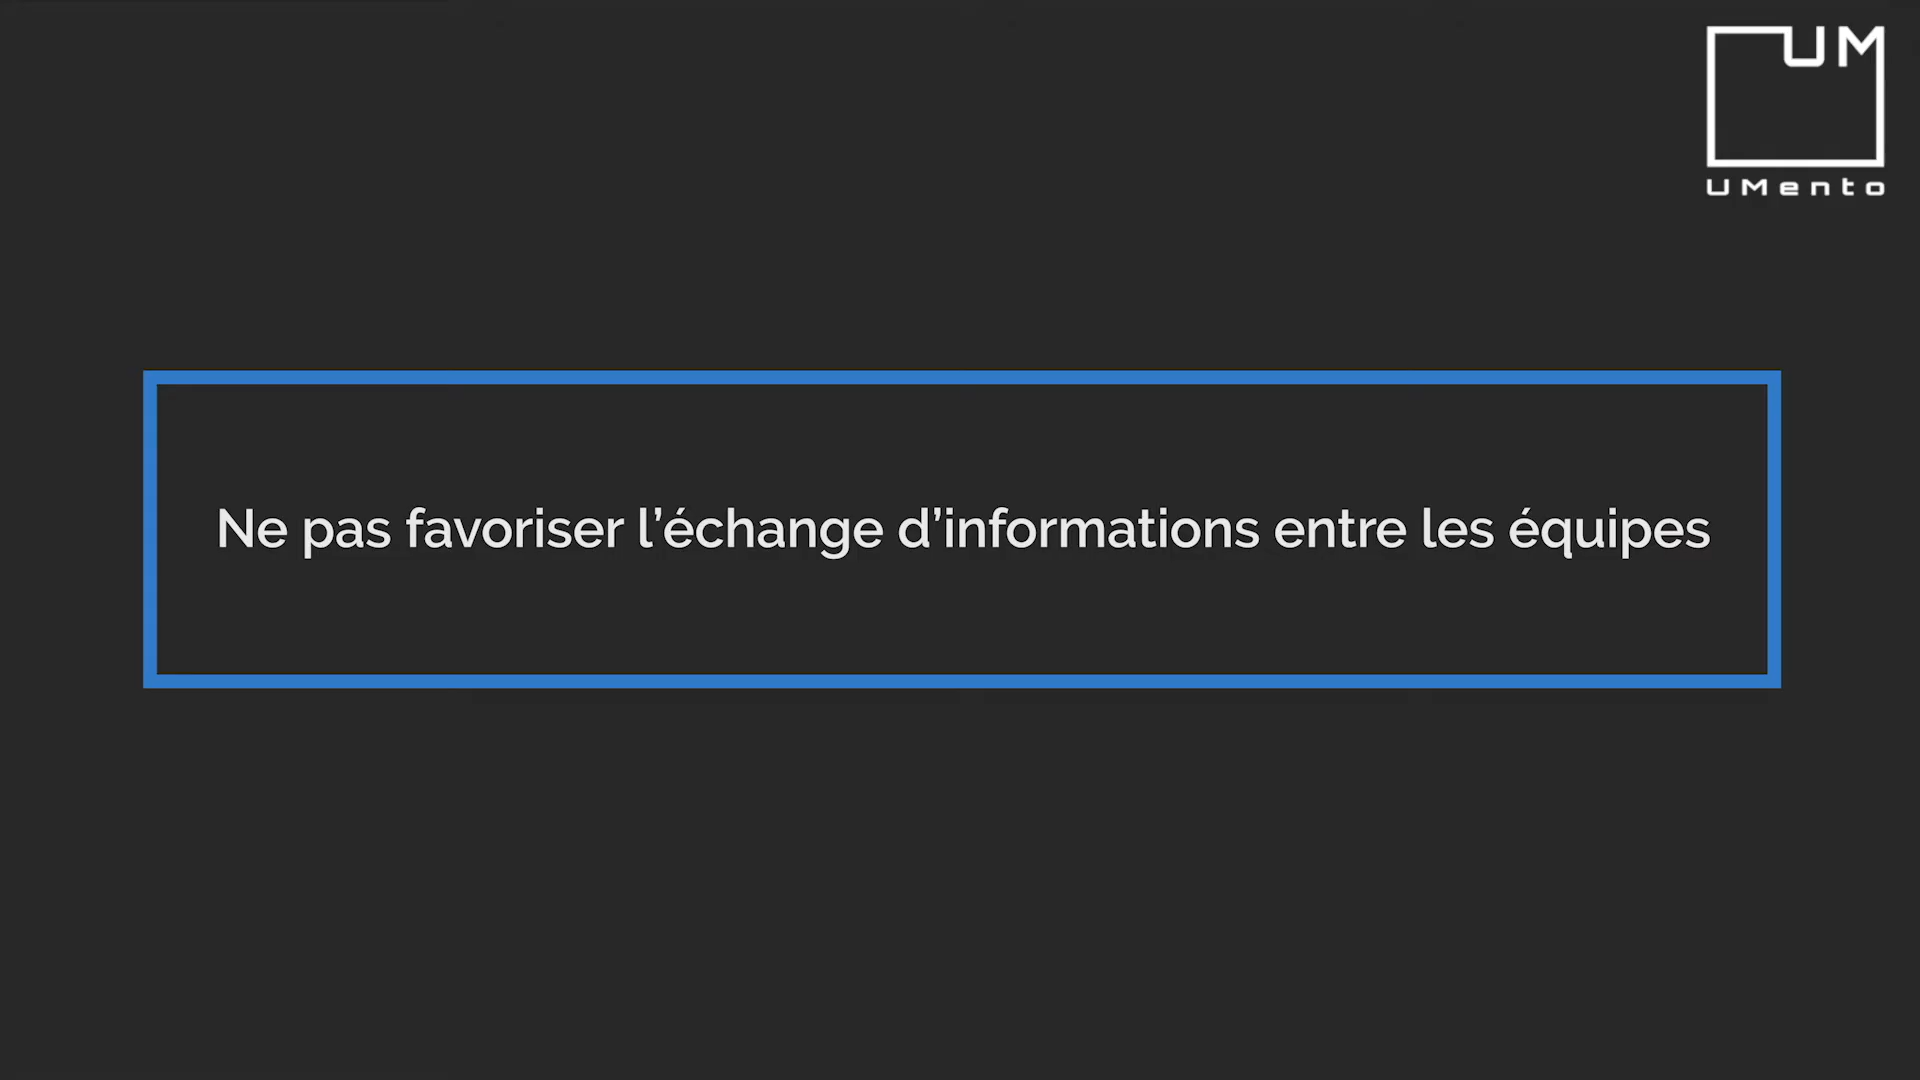 UM
UMento
Ne pas favoriser l’échange d’informations entre les équipes